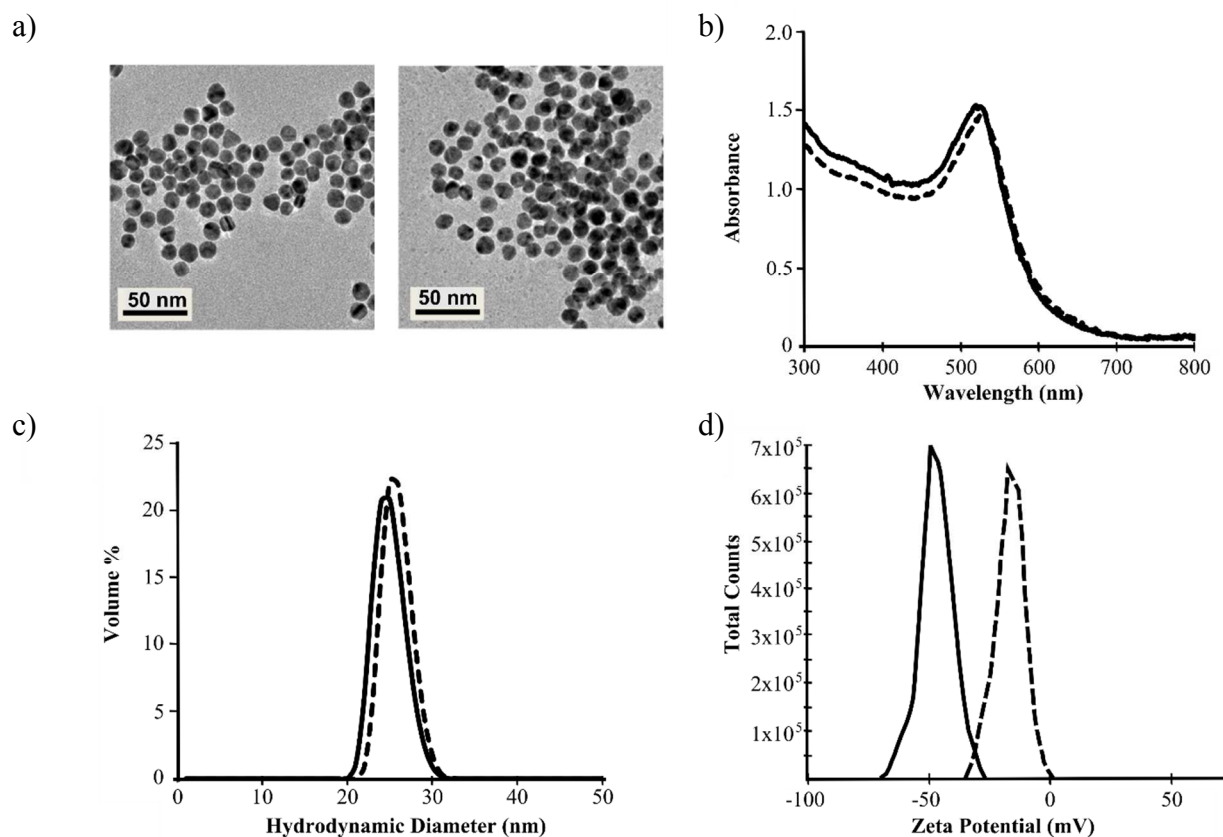 a)
50 nm
50 nm
b)
2.0
1.5
1.0
0.5
0
300 400 500 600 700 800
Absorbance
Wavelength (nm)
c)
25
20
15
10
5
0
0 10 20 30 40 50
Volume %
Hydrodynamic Diameter (nm)
d)
7x10⁵
6x10⁵
5x10⁵
4x10⁵
3x10⁵
2x10⁵
1x10⁵
-100 -50 0 50
Total Counts
Zeta Potential (mV)